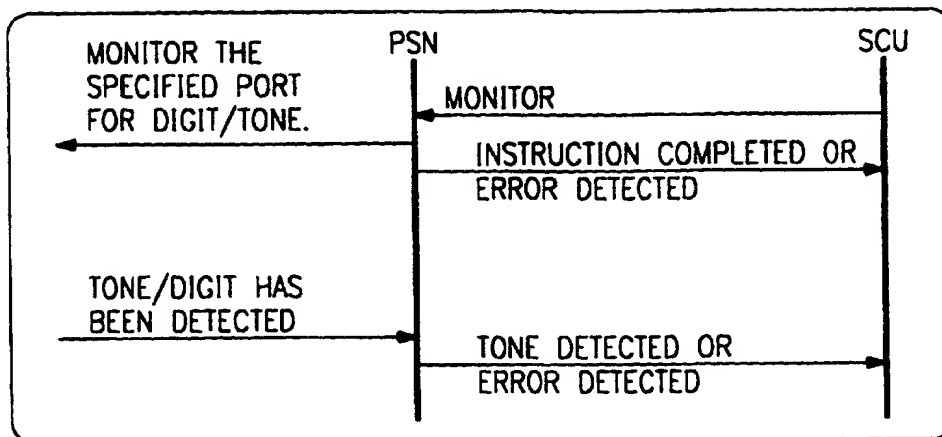 PSN
SCU
MONITOR THE
SPECIFIED PORT
FOR DIGIT/TONE.
MONITOR
INSTRUCTION COMPLETED OR
ERROR DETECTED
TONE/DIGIT HAS
BEEN DETECTED
TONE DETECTED OR
ERROR DETECTED